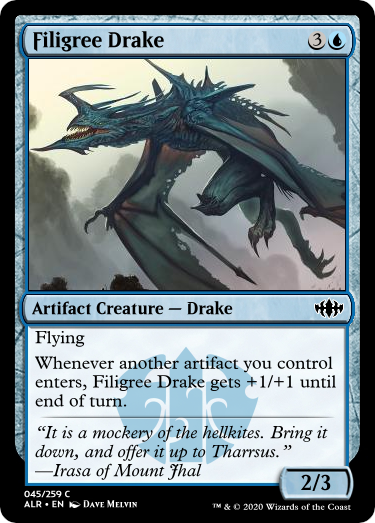 Filigree Drake 3
Artifact Creature — Drake
Flying
Whenever another artifact you control
enters, Filigree Drake gets +1/+1 until
end of turn.
“It is a mockery of the hellkites. Bring it
down, and offer it up to Tharrsus.”
—Irasa of Mount Jhal
2/3
045/259 C
ALR • EN Dave Melvin
™ & © 2020 Wizards of the Coast